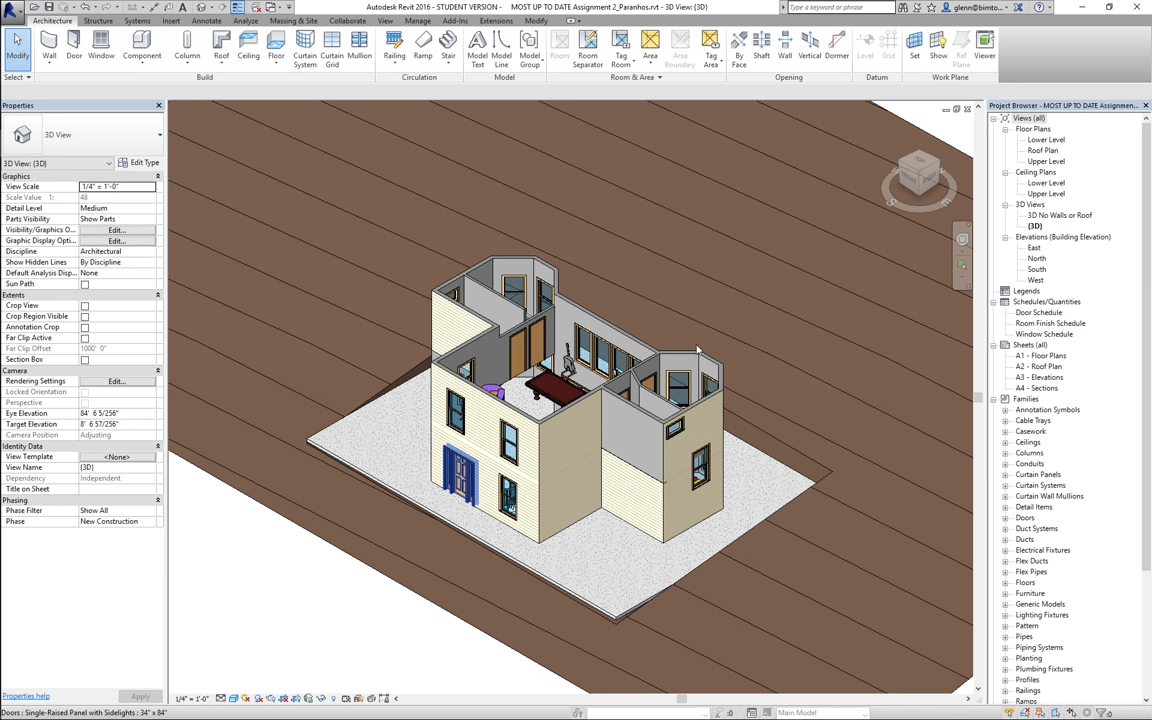 Autodesk Revit 2016 - STUDENT VERSION - MOST UP TO DATE Assignment 2_Paranhos.rvt - 3D View: {3D}
Type a keyword or phrase
glenn@bimto...
Architecture Structure Systems Insert Annotate Analyze Massing & Site Collaborate View Manage Add-Ins Extensions Modify
Modify Wall Door Window Component Column Roof Ceiling Floor Curtain System Curtain Grid Mullion Railing Ramp Stair Model Text Model Line Model Group Room Room Separator Tag Room Area Area Boundary Tag Area By Face Shaft Wall Vertical Dormer Level Grid Set Show Ref Plane Viewer
Select Build Circulation Model Room & Area Opening Datum Work Plane
Properties
3D View
3D View: {3D} Edit Type
Graphics
View Scale 1/4" = 1'-0"
Scale Value 1: 48
Detail Level Medium
Parts Visibility Show Parts
Visibility/Graphics O... Edit...
Graphic Display Opti... Edit...
Discipline Architectural
Show Hidden Lines By Discipline
Default Analysis Disp... None
Sun Path
Extents
Crop View
Crop Region Visible
Annotation Crop
Far Clip Active
Far Clip Offset 1000' 0"
Section Box
Camera
Rendering Settings Edit...
Locked Orientation
Perspective
Eye Elevation 84' 6 5/256"
Target Elevation 8' 6 57/256"
Camera Position Adjusting
Identity Data
View Template <None>
View Name {3D}
Dependency Independent
Title on Sheet
Phasing
Phase Filter Show All
Phase New Construction
Properties help Apply
TOP
S E
1/4" = 1'-0"
Doors : Single-Raised Panel with Sidelights : 34" x 84"
:0 Main Model :0
Project Browser - MOST UP TO DATE Assignmen...
Views (all)
Floor Plans
Lower Level
Roof Plan
Upper Level
Ceiling Plans
Lower Level
Upper Level
3D Views
3D No Walls or Roof
{3D}
Elevations (Building Elevation)
East
North
South
West
Legends
Schedules/Quantities
Door Schedule
Room Finish Schedule
Window Schedule
Sheets (all)
A1 - Floor Plans
A2 - Roof Plan
A3 - Elevations
A4 - Sections
Families
Annotation Symbols
Cable Trays
Casework
Ceilings
Columns
Conduits
Curtain Panels
Curtain Systems
Curtain Wall Mullions
Detail Items
Doors
Duct Systems
Ducts
Electrical Fixtures
Flex Ducts
Flex Pipes
Floors
Furniture
Generic Models
Lighting Fixtures
Pattern
Pipes
Piping Systems
Planting
Plumbing Fixtures
Profiles
Railings
Ramps